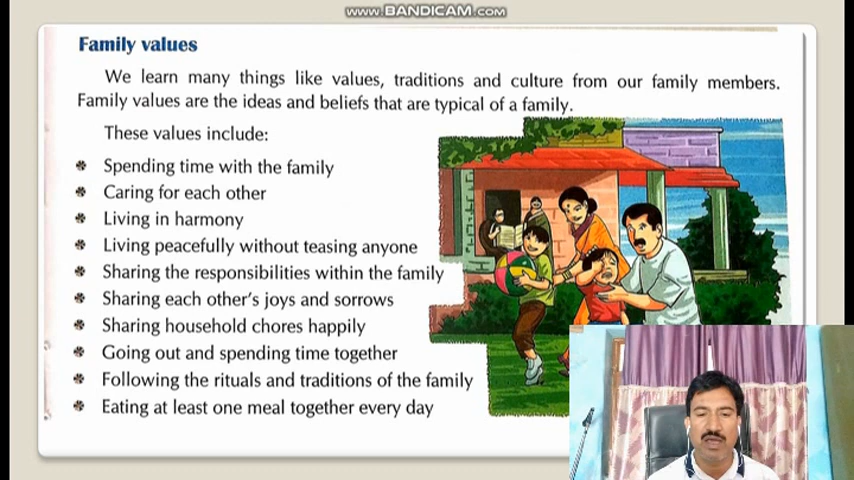 WWW.BANDICAM.COM
Family values
We learn many things like values, traditions and culture from our family members.
Family values are the ideas and beliefs that are typical of a family.
These values include:
Spending time with the family
Caring for each other
Living in harmony
Living peacefully without teasing anyone
Sharing the responsibilities within the family
Sharing each other's joys and sorrows
Sharing household chores happily
Going out and spending time together
Following the rituals and traditions of the family
Eating at least one meal together every day